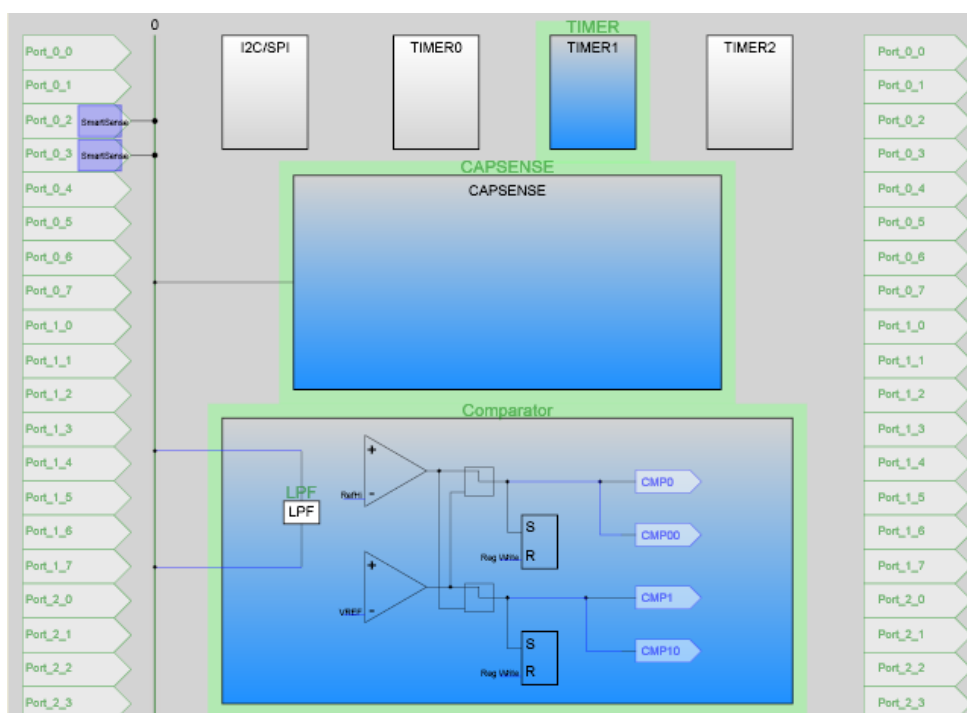 0
TIMER
I2C/SPI
TIMER0
TIMER1
TIMER2
Port_0_0
Port_0_1
Port_0_2 SmartSense
Port_0_3 SmartSense
Port_0_4
Port_0_5
Port_0_6
Port_0_7
Port_1_0
Port_1_1
Port_1_2
Port_1_3
Port_1_4
Port_1_5
Port_1_6
Port_1_7
Port_2_0
Port_2_1
Port_2_2
Port_2_3
CAPSENSE
CAPSENSE
Comparator
LPF
LPF
+
RefHi
-
CMP0
CMP00
S
Reg Write
R
+
VREF
-
CMP1
CMP10
S
Reg Write
R
Port_0_0
Port_0_1
Port_0_2
Port_0_3
Port_0_4
Port_0_5
Port_0_6
Port_0_7
Port_1_0
Port_1_1
Port_1_2
Port_1_3
Port_1_4
Port_1_5
Port_1_6
Port_1_7
Port_2_0
Port_2_1
Port_2_2
Port_2_3